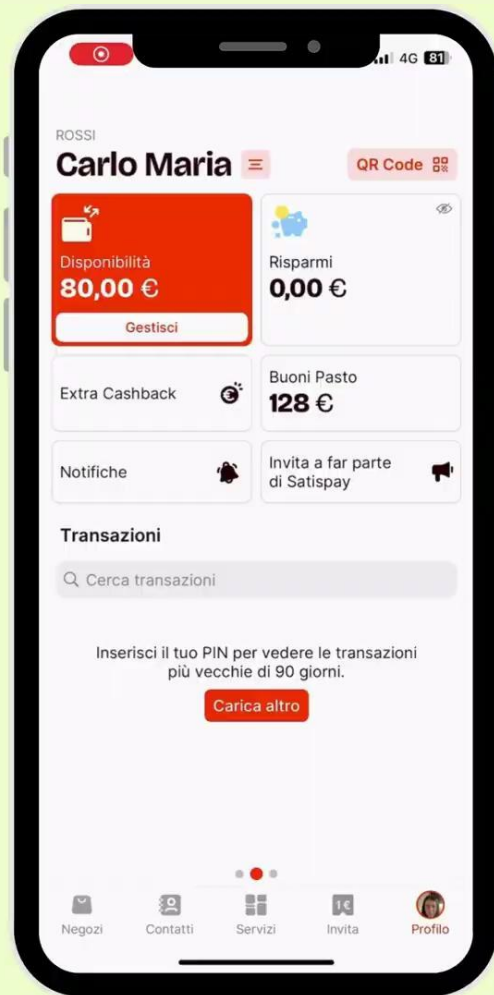 4G 81
ROSSI
Carlo Maria
QR Code
Disponibilità
80,00 €
Gestisci
Risparmi
0,00 €
Extra Cashback
Buoni Pasto
128 €
Notifiche
Invita a far parte
di Satispay
Transazioni
Cerca transazioni
Inserisci il tuo PIN per vedere le transazioni
più vecchie di 90 giorni.
Carica altro
1 €
Negozi
Contatti
Servizi
Invita
Profilo